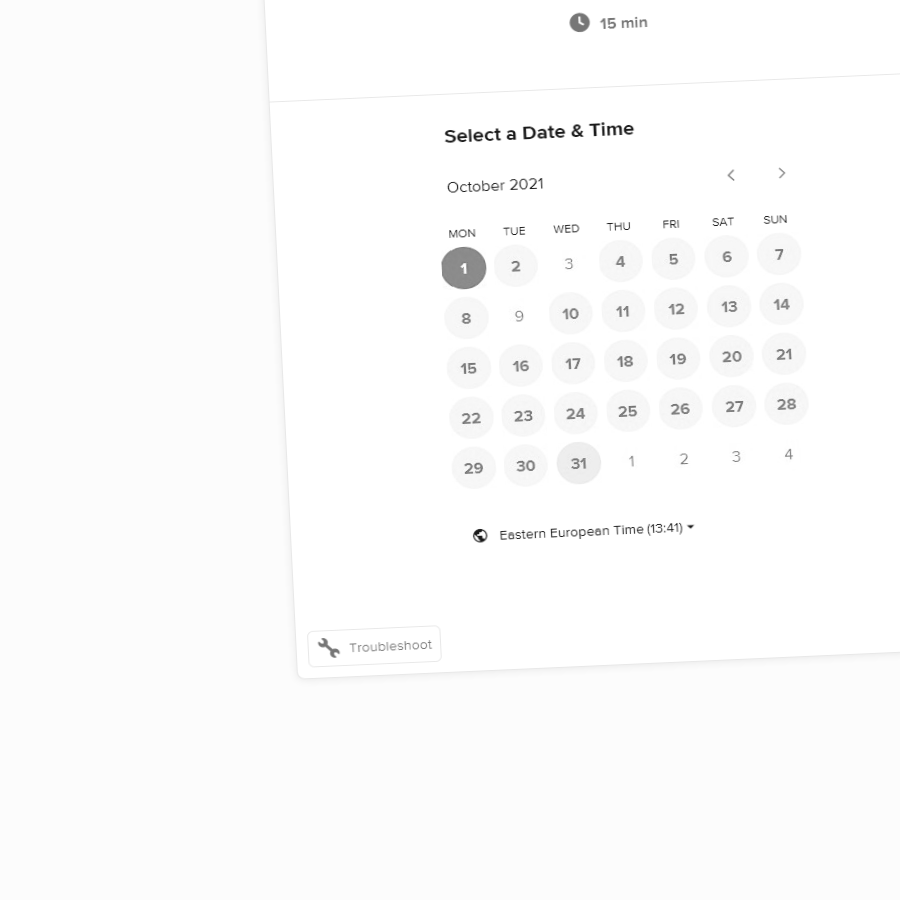 15 min
Select a Date & Time
October 2021
MON TUE WED THU FRI SAT SUN
1 2 3 4 5 6 7
8 9 10 11 12 13 14
15 16 17 18 19 20 21
22 23 24 25 26 27 28
29 30 31 1 2 3 4
Eastern European Time (13:41)
Troubleshoot